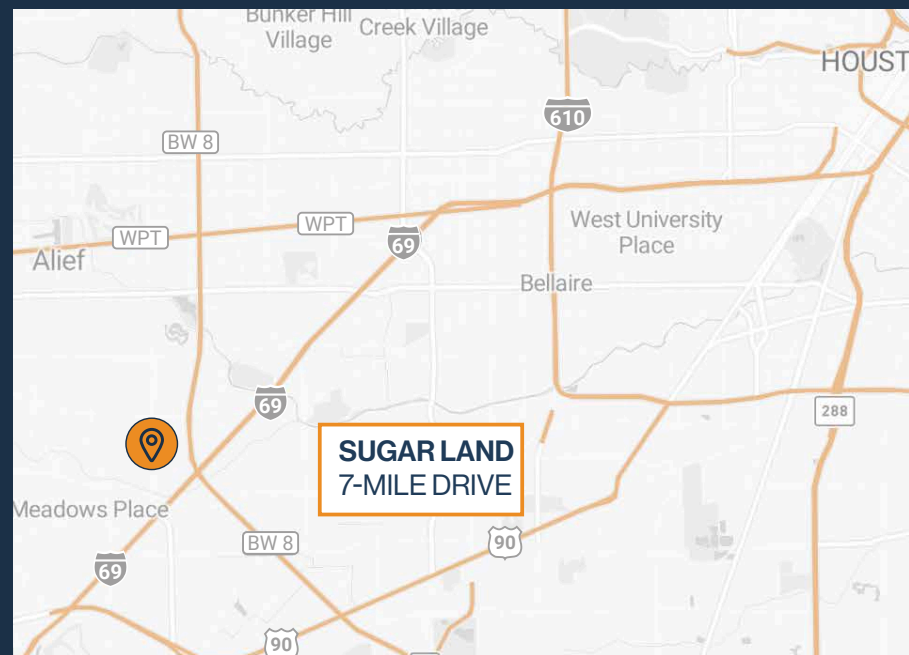 Bunker Hill
Village
Creek Village
HOUST
610
BW 8
WPT
WPT
69
West University
Place
Alief
Bellaire
69
288
SUGAR LAND
7-MILE DRIVE
Meadows Place
BW 8
90
69
90